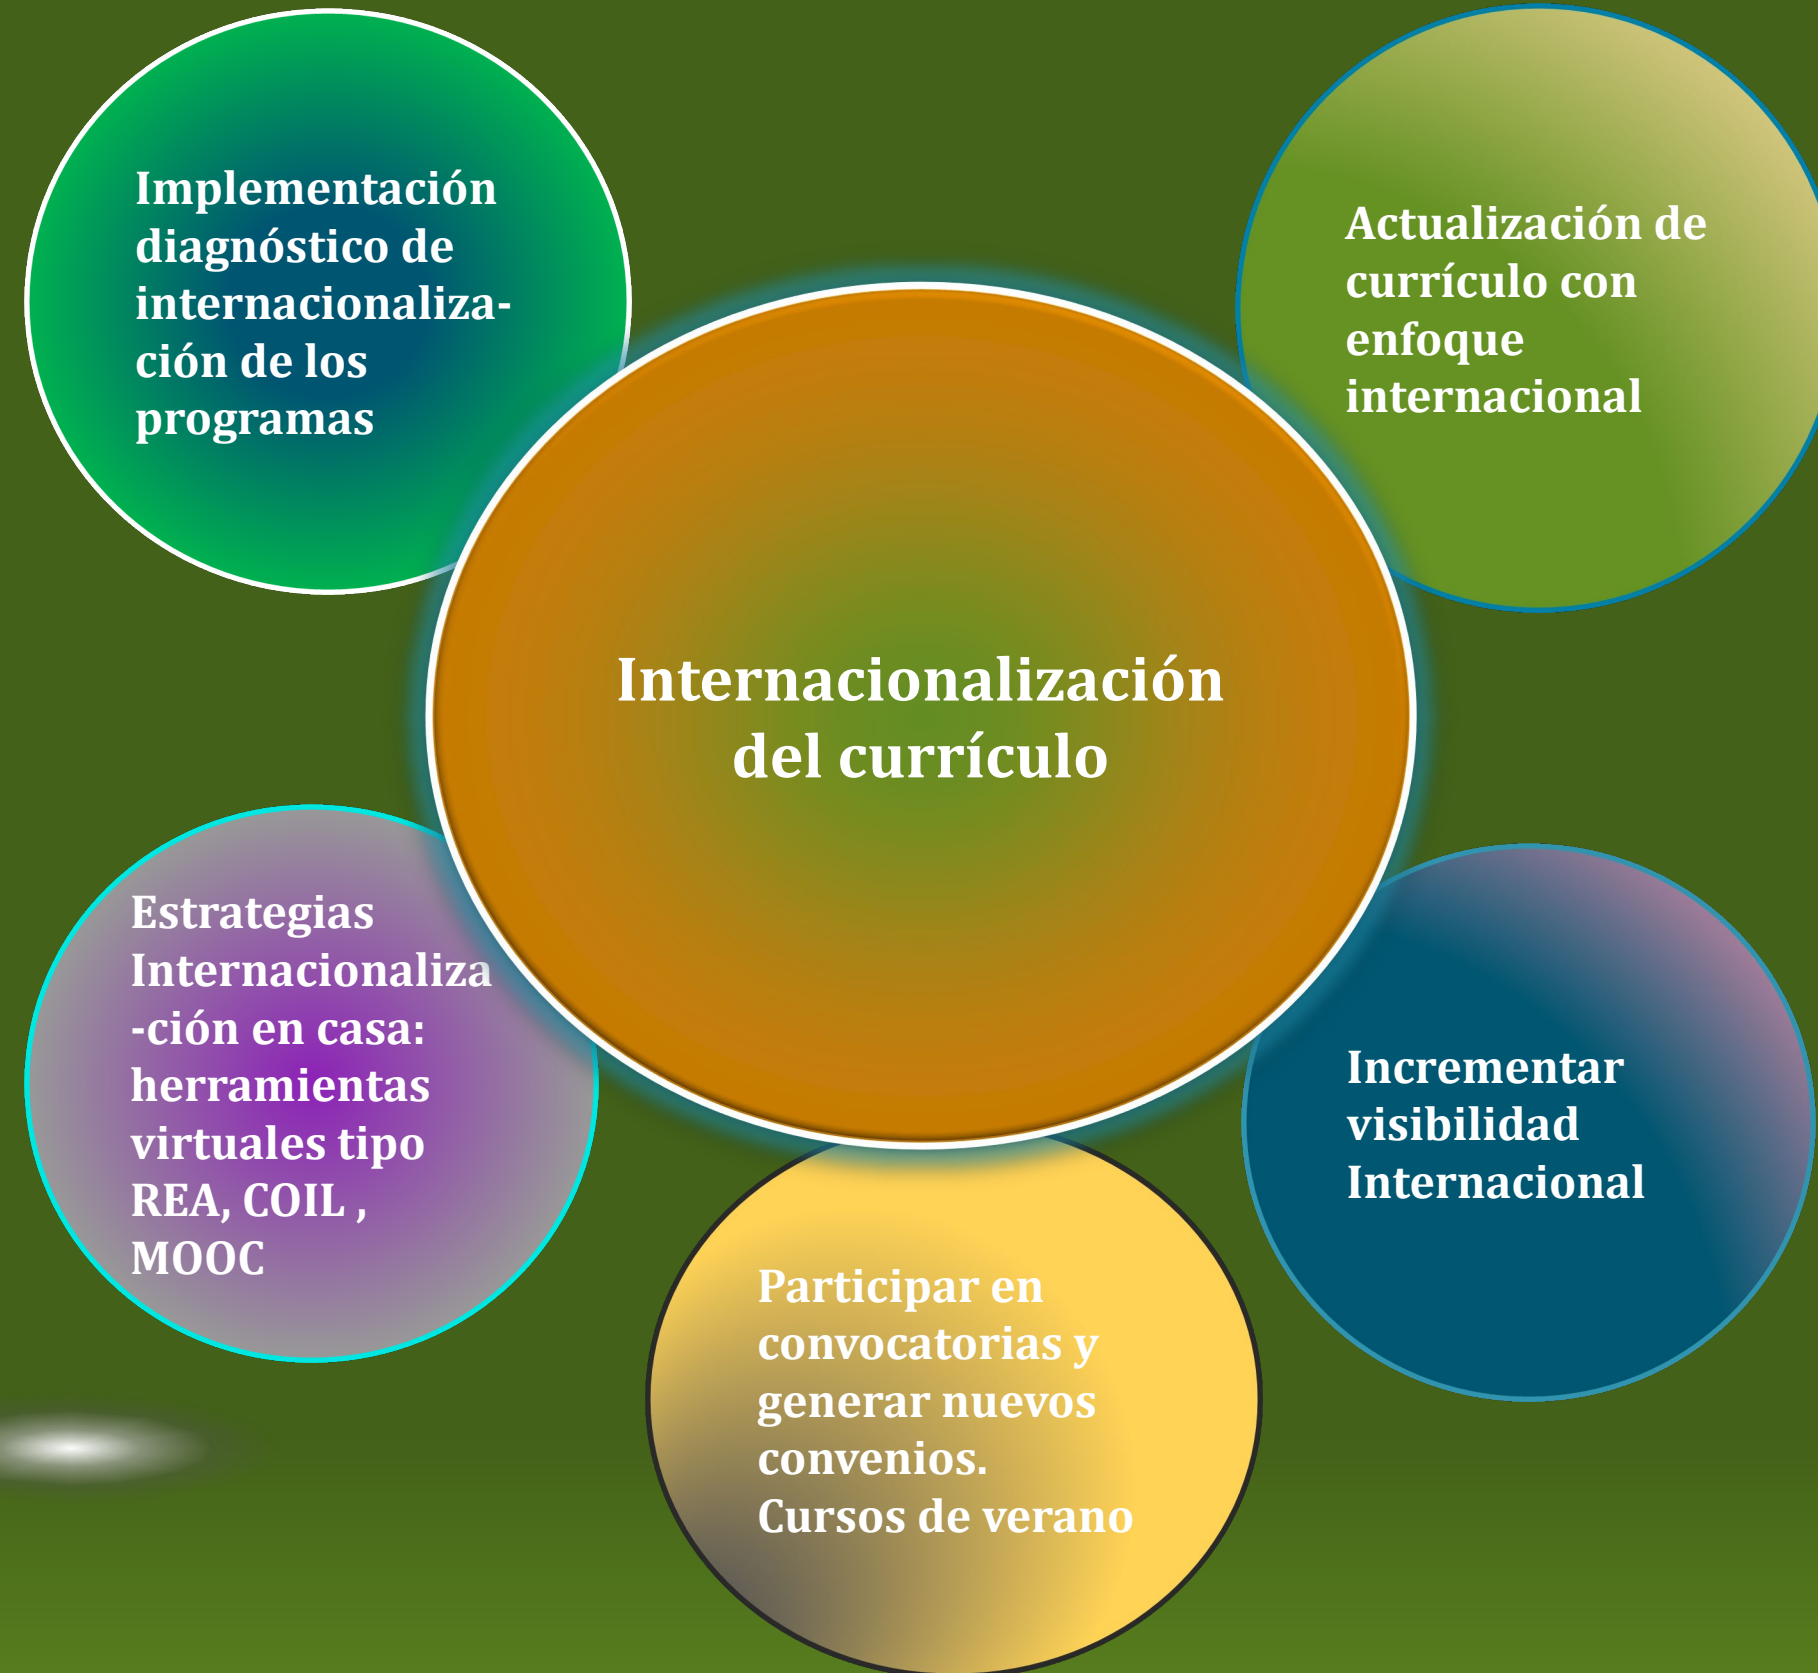 Implementación
diagnóstico de
internacionaliza-
ción de los
programas
Actualización de
currículo con
enfoque
internacional
Internacionalización
del currículo
Estrategias
Internacionaliza
-ción en casa:
herramientas
virtuales tipo
REA, COIL ,
MOOC
Incrementar
visibilidad
Internacional
Participar en
convocatorias y
generar nuevos
convenios.
Cursos de verano